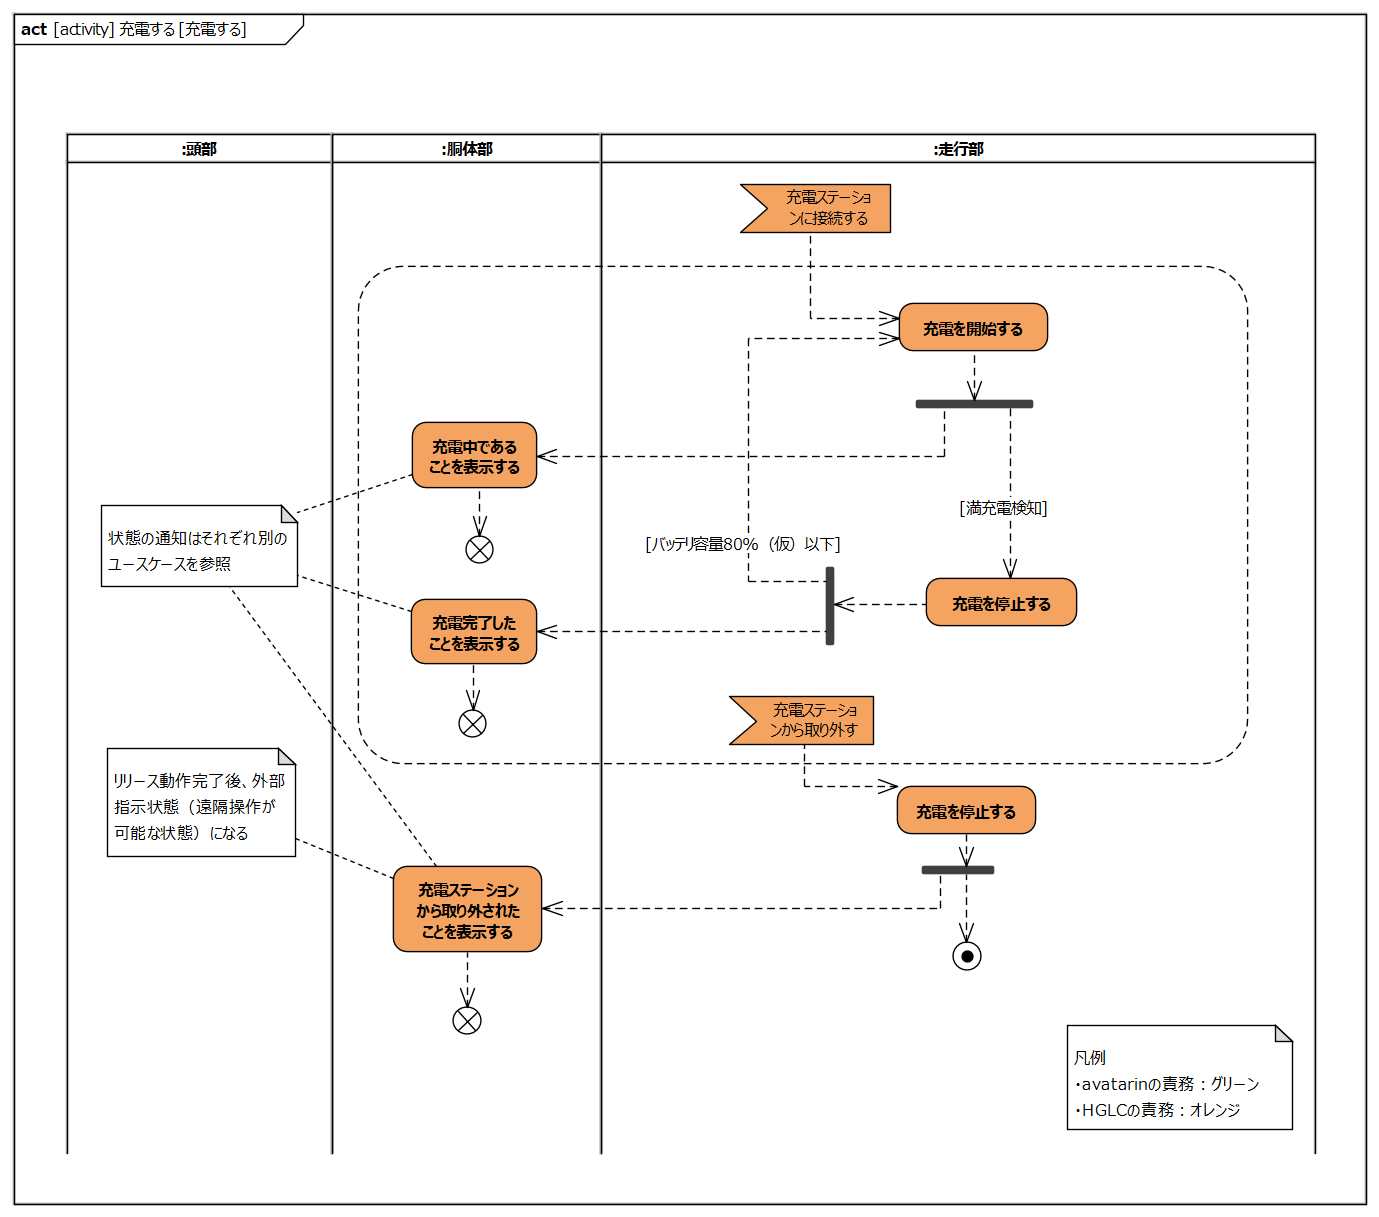 act [activity] 充電する [充電する]
:頭部
:胴体部
:走行部
充電ステーショ
ンに接続する
充電を開始する
充電中である
ことを表示する
[満充電検知]
状態の通知はそれぞれ別の
ユースケースを参照
[バッテリ容量80%（仮）以下]
充電を停止する
充電完了した
ことを表示する
充電ステーショ
ンから取り外す
リリース動作完了後、外部
指示状態（遠隔操作が
可能な状態）になる
充電を停止する
充電ステーション
から取り外された
ことを表示する
凡例
・avatarinの責務：グリーン
・HGLCの責務：オレンジ